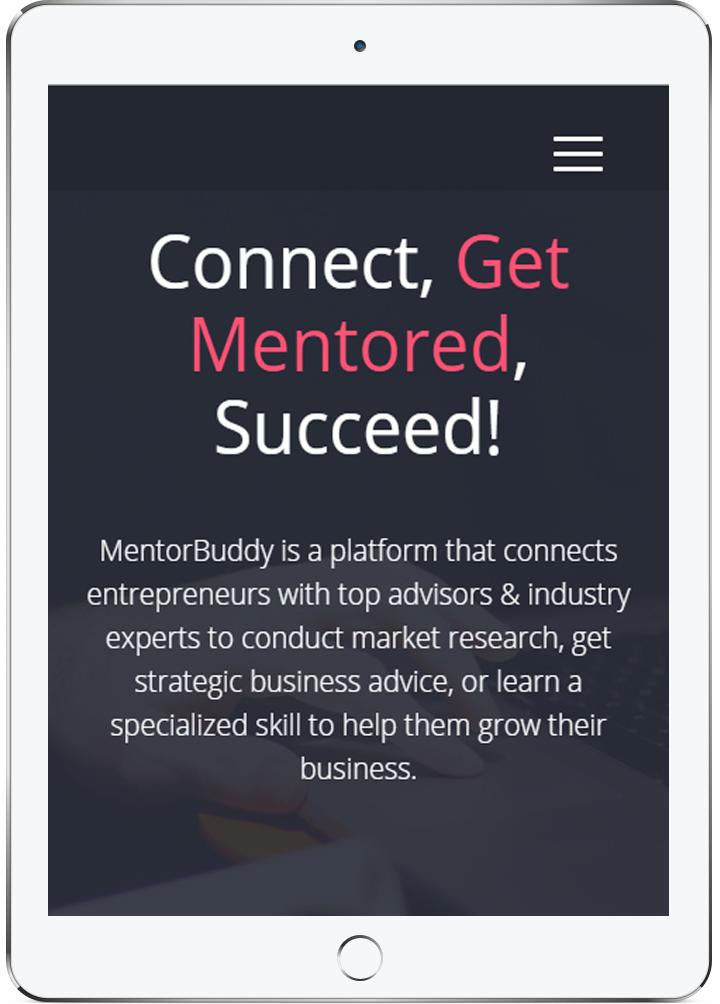 Connect, Get
Mentored,
Succeed!
MentorBuddy is a platform that connects
entrepreneurs with top advisors & industry
experts to conduct market research, get
strategic business advice, or learn a
specialized skill to help them grow their
business.